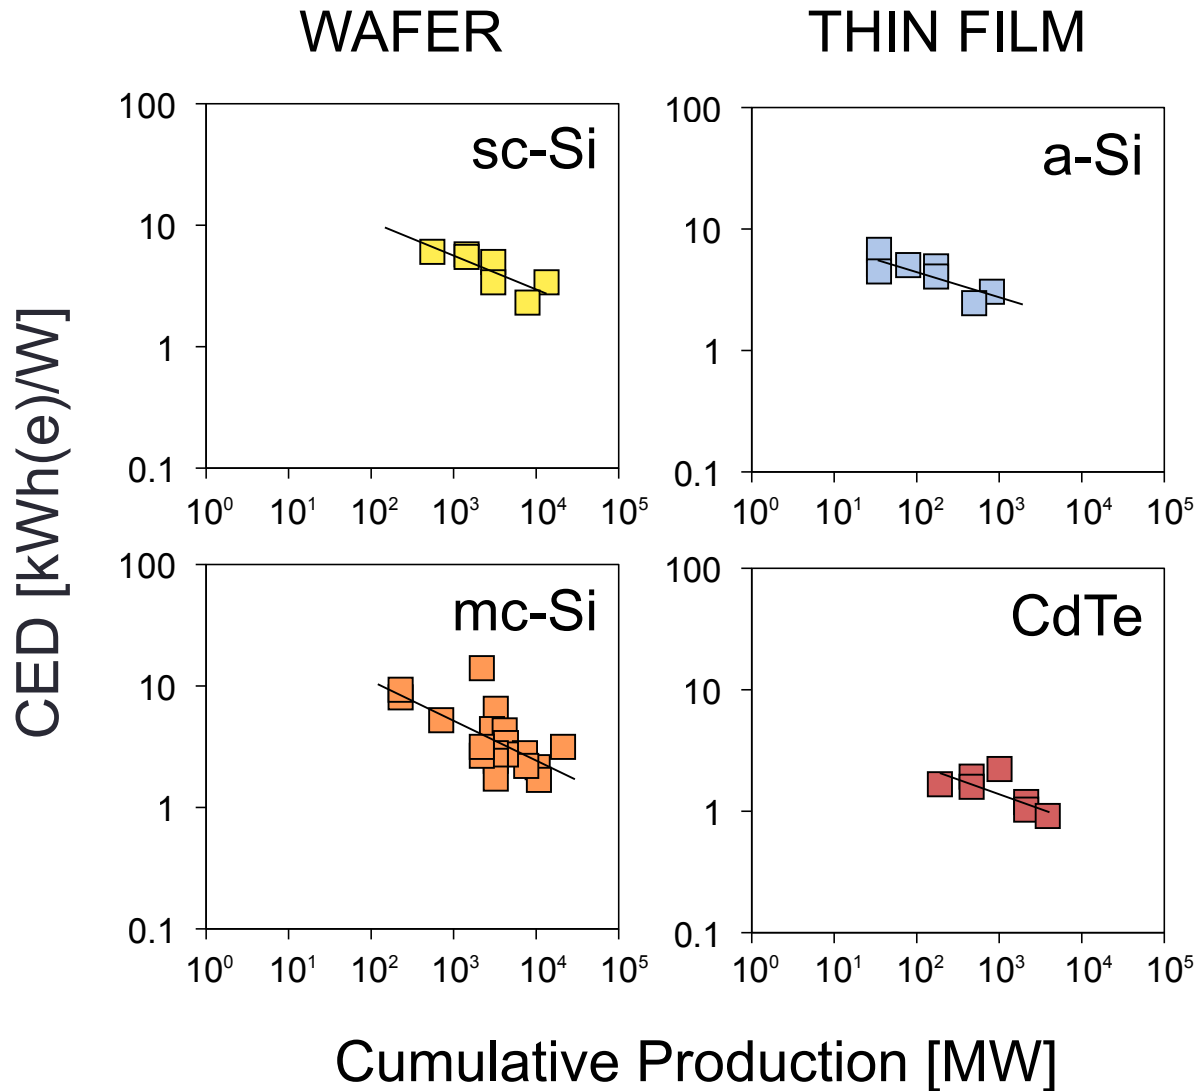 WAFER THIN FILM
CED [kWh(e)/W]
100
10
1
0.1
sc-Si
10⁰ 10¹ 10² 10³ 10⁴ 10⁵
100
10
1
0.1
a-Si
10⁰ 10¹ 10² 10³ 10⁴ 10⁵
100
10
1
0.1
mc-Si
10⁰ 10¹ 10² 10³ 10⁴ 10⁵
100
10
1
0.1
CdTe
10⁰ 10¹ 10² 10³ 10⁴ 10⁵
Cumulative Production [MW]